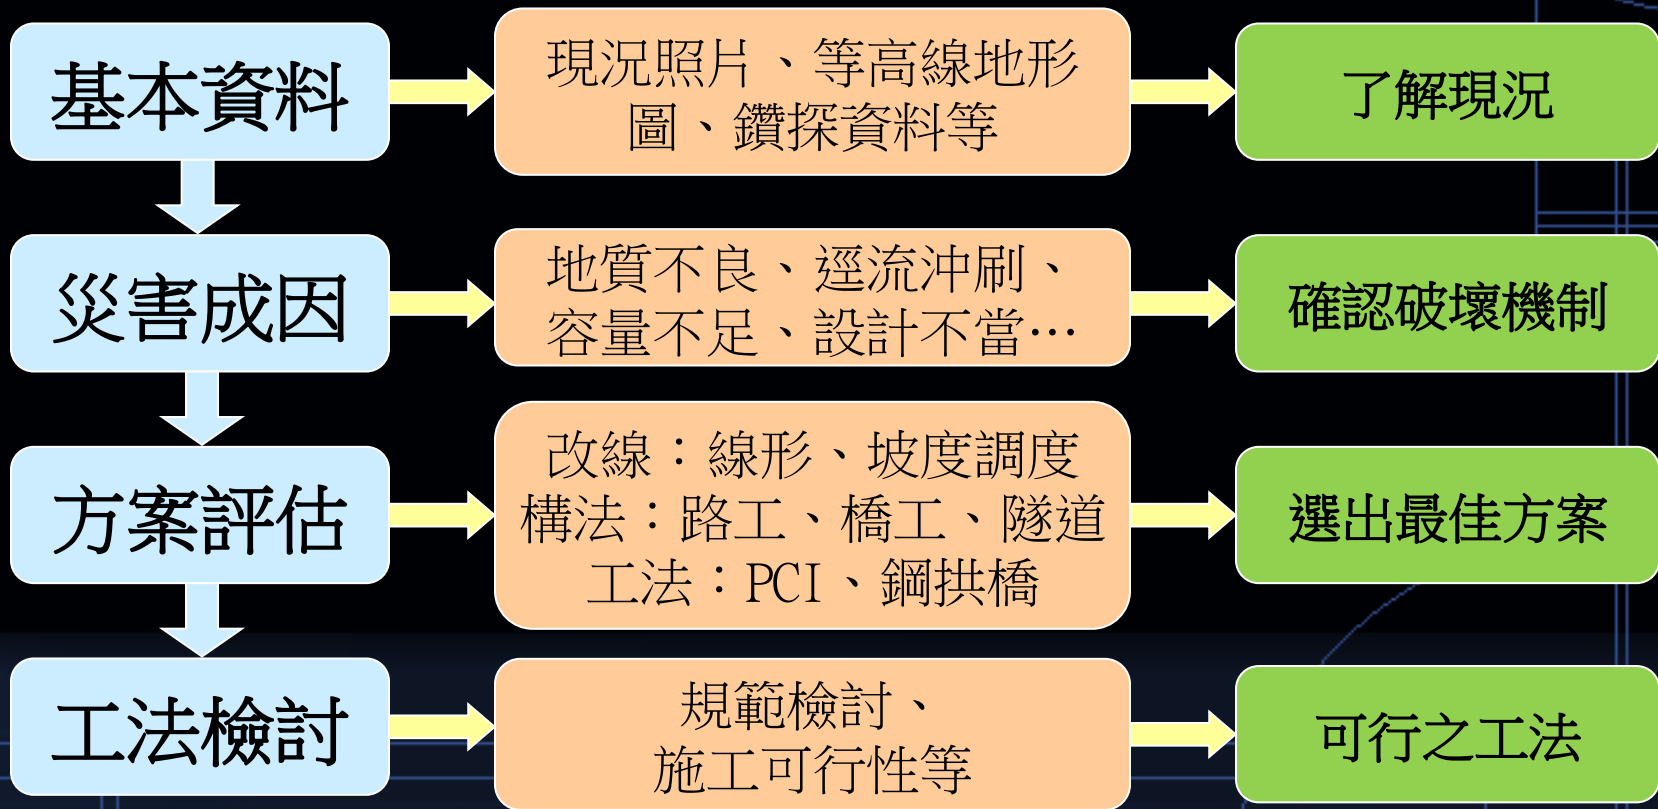 基本資料
現況照片、等高線地形
圖、鑽探資料等
了解現況
災害成因
地質不良、逕流沖刷、
容量不足、設計不當…
確認破壞機制
方案評估
改線：線形、坡度調度
構法：路工、橋工、隧道
工法：PCI、鋼拱橋
選出最佳方案
工法檢討
規範檢討、
施工可行性等
可行之工法